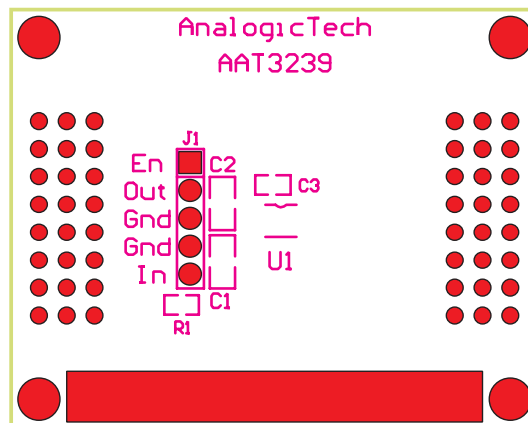 AnalogicTech
AAT3239
J1
En
C2
Out
C3
Gnd
Gnd
U1
In
C1
R1